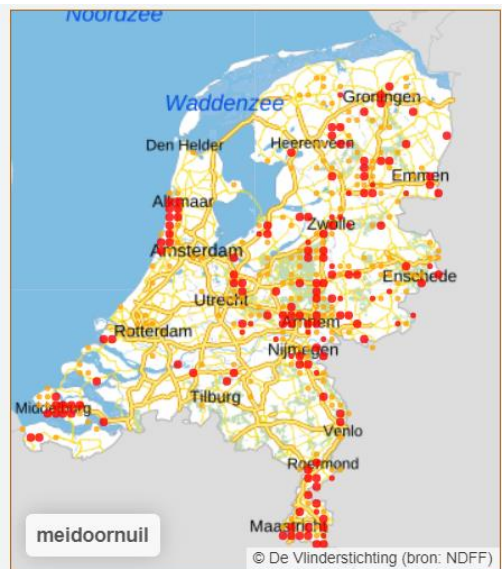 Noordzee
Waddenzee
Groningen
Den Helder
Heerenveen
Emmen
Alkmaar
Zwolle
Amsterdam
Enschede
Utrecht
Arnhem
Rotterdam
Nijmegen
Middelburg
Tilburg
Venlo
Roermond
Maastricht
meidoornuil
© De Vlinderstichting (bron: NDFF)